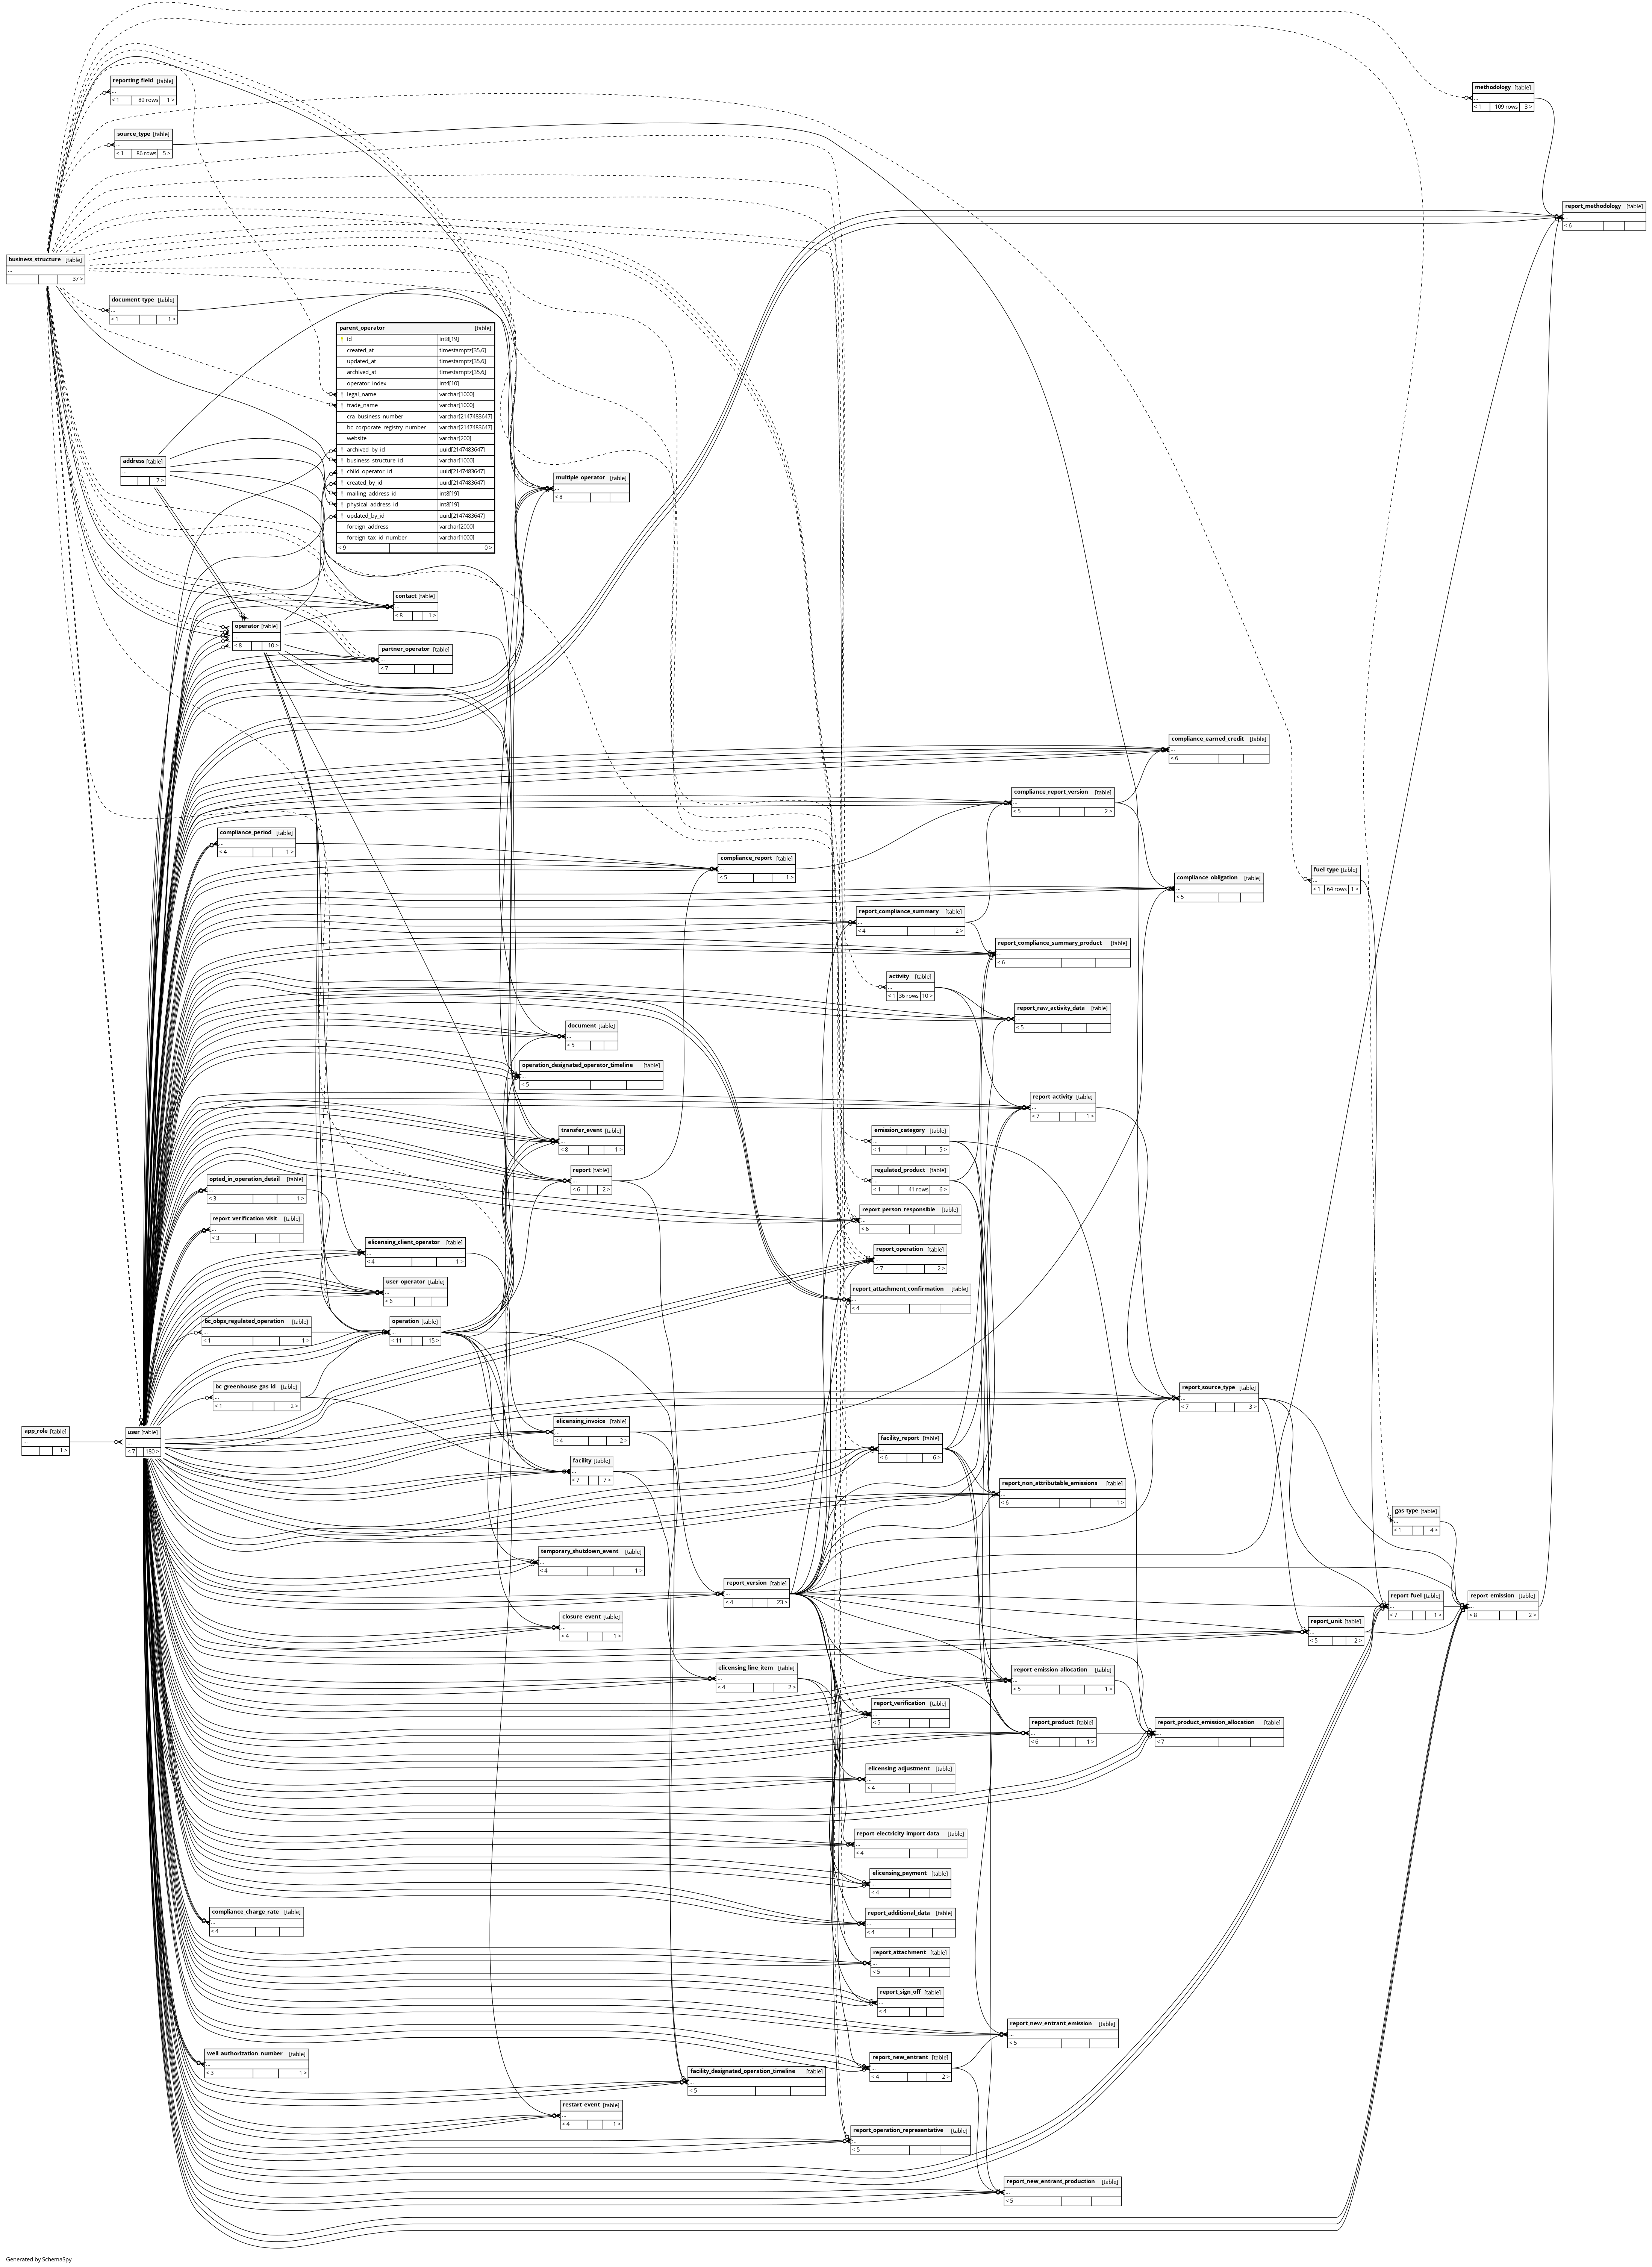 reporting_field [table]
...
< 1 89 rows 1 >
source_type [table]
...
< 1 86 rows 5 >
methodology [table]
...
< 1 109 rows 3 >
report_methodology [table]
...
< 6
business_structure [table]
...
37 >
document_type [table]
...
< 1 1 >
parent_operator [table]
id int8[19]
created_at timestamptz[35,6]
updated_at timestamptz[35,6]
archived_at timestamptz[35,6]
operator_index int4[10]
legal_name varchar[1000]
trade_name varchar[1000]
cra_business_number varchar[2147483647]
bc_corporate_registry_number varchar[2147483647]
website varchar[200]
archived_by_id uuid[2147483647]
business_structure_id varchar[1000]
child_operator_id uuid[2147483647]
created_by_id uuid[2147483647]
mailing_address_id int8[19]
physical_address_id int8[19]
updated_by_id uuid[2147483647]
foreign_address varchar[2000]
foreign_tax_id_number varchar[1000]
< 9 0 >
address [table]
...
7 >
multiple_operator [table]
...
< 8
contact [table]
...
< 8 1 >
operator [table]
...
< 8 10 >
partner_operator [table]
...
< 7
compliance_earned_credit [table]
...
< 6
compliance_report_version [table]
...
< 5 2 >
compliance_period [table]
...
< 4 1 >
compliance_report [table]
...
< 5 1 >
fuel_type [table]
...
< 1 64 rows 1 >
compliance_obligation [table]
...
< 5
report_compliance_summary [table]
...
< 4 2 >
report_compliance_summary_product [table]
...
< 6
activity [table]
...
< 1 36 rows 10 >
report_raw_activity_data [table]
...
< 5
document [table]
...
< 5
operation_designated_operator_timeline [table]
...
< 5
report_activity [table]
...
< 7 1 >
transfer_event [table]
...
< 8 1 >
emission_category [table]
...
< 1 5 >
report [table]
...
< 6 2 >
regulated_product [table]
...
< 1 41 rows 6 >
opted_in_operation_detail [table]
...
< 3 1 >
report_person_responsible [table]
...
< 6
report_verification_visit [table]
...
< 3
elicensing_client_operator [table]
...
< 4 1 >
report_operation [table]
...
< 7 2 >
user_operator [table]
...
< 6
report_attachment_confirmation [table]
...
< 4
bc_obps_regulated_operation [table]
...
< 1 1 >
operation [table]
...
< 11 15 >
bc_greenhouse_gas_id [table]
...
< 1 2 >
report_source_type [table]
...
< 7 3 >
app_role [table]
...
1 >
user [table]
...
< 7 180 >
elicensing_invoice [table]
...
< 4 2 >
facility_report [table]
...
< 6 6 >
facility [table]
...
< 7 7 >
report_non_attributable_emissions [table]
...
< 6 1 >
gas_type [table]
...
< 1 4 >
temporary_shutdown_event [table]
...
< 4 1 >
report_version [table]
...
< 4 23 >
report_fuel [table]
...
< 7 1 >
report_emission [table]
...
< 8 2 >
closure_event [table]
...
< 4 1 >
report_unit [table]
...
< 5 2 >
elicensing_line_item [table]
...
< 4 2 >
report_emission_allocation [table]
...
< 5 1 >
report_verification [table]
...
< 5
report_product [table]
...
< 6 1 >
report_product_emission_allocation [table]
...
< 7
elicensing_adjustment [table]
...
< 4
report_electricity_import_data [table]
...
< 4
elicensing_payment [table]
...
< 4
compliance_charge_rate [table]
...
< 4
report_additional_data [table]
...
< 4
report_attachment [table]
...
< 5
report_sign_off [table]
...
< 4
report_new_entrant_emission [table]
...
< 5
well_authorization_number [table]
...
< 3 1 >
report_new_entrant [table]
...
< 4 2 >
facility_designated_operation_timeline [table]
...
< 5
restart_event [table]
...
< 4 1 >
report_operation_representative [table]
...
< 5
report_new_entrant_production [table]
...
< 5
Generated by SchemaSpy